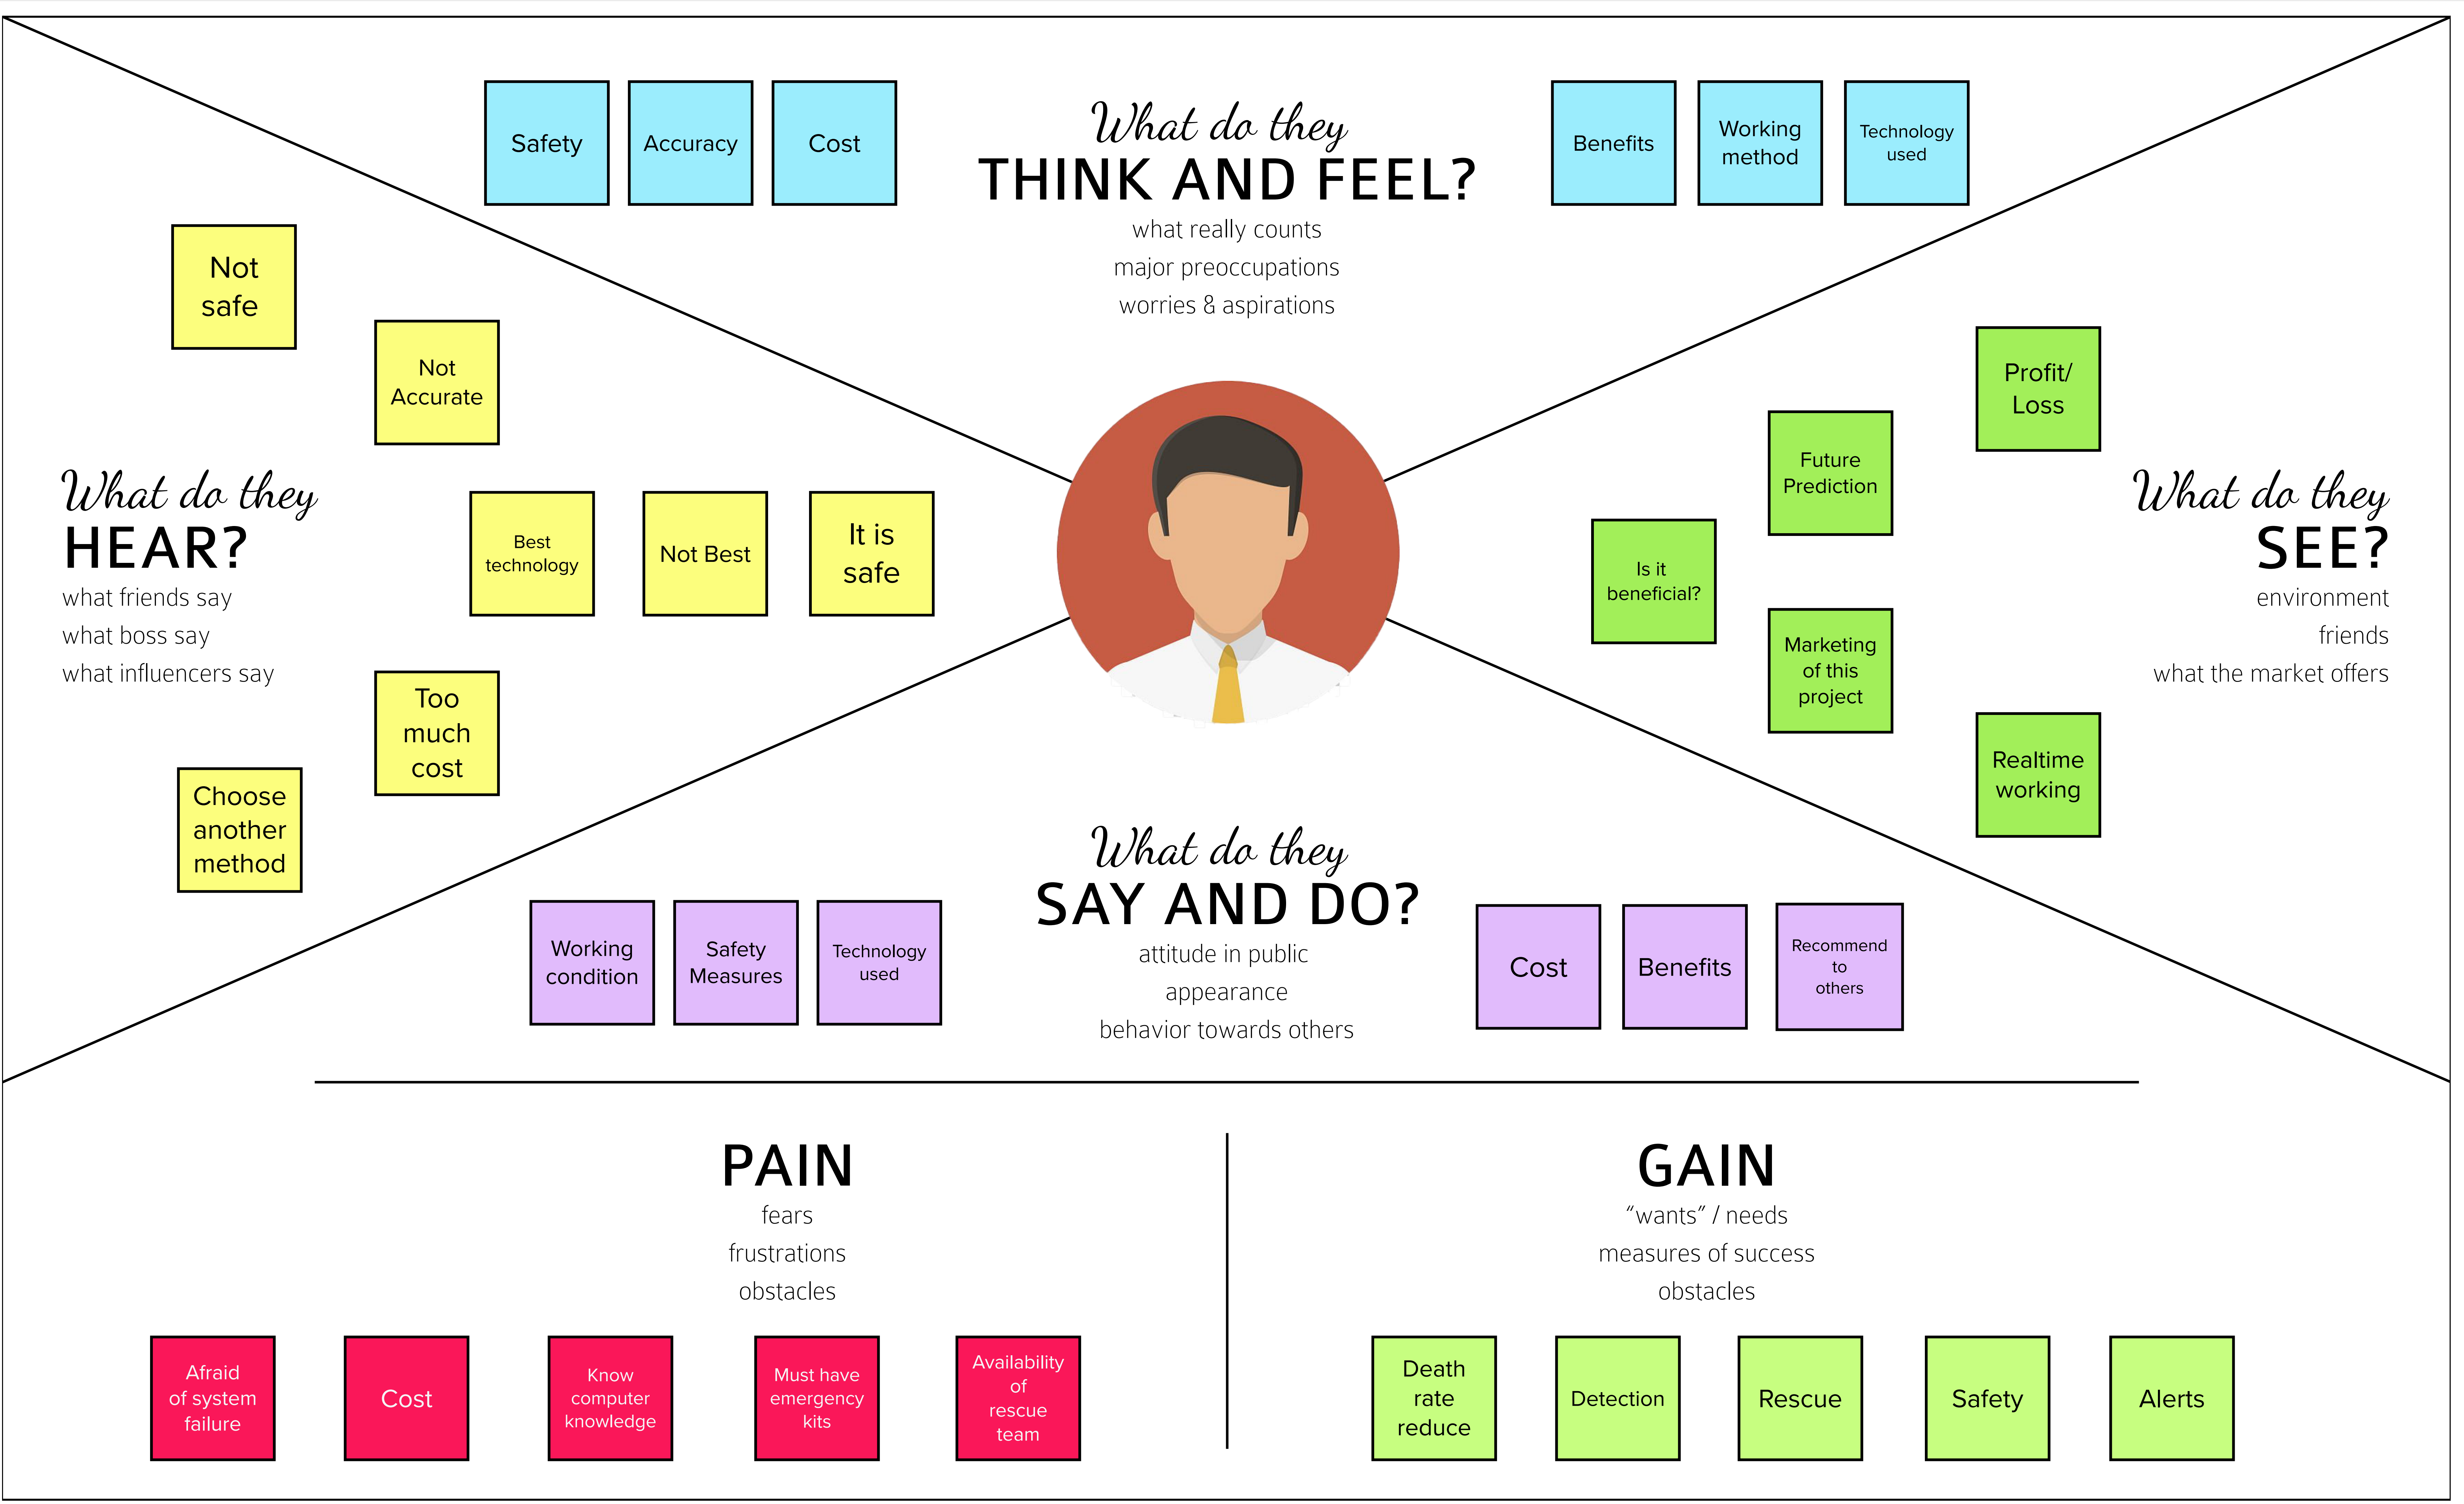 Safety
Accuracy
Cost
What do they
THINK AND FEEL?
what really counts
major preoccupations
worries & aspirations
Benefits
Working
method
Technology
used
Not
safe
Not
Accurate
What do they
HEAR?
what friends say
what boss say
what influencers say
Best
technology
Not Best
It is
safe
Too
much
cost
Choose
another
method
Profit/
Loss
Future
Prediction
Is it
beneficial?
Marketing
of this
project
Realtime
working
What do they
SEE?
environment
friends
what the market offers
What do they
SAY AND DO?
attitude in public
appearance
behavior towards others
Working
condition
Safety
Measures
Technology
used
Cost
Benefits
Recommend
to
others
PAIN
fears
frustrations
obstacles
Afraid
of system
failure
Cost
Know
computer
knowledge
Must have
emergency
kits
Availability
of
rescue
team
GAIN
“wants” / needs
measures of success
obstacles
Death
rate
reduce
Detection
Rescue
Safety
Alerts